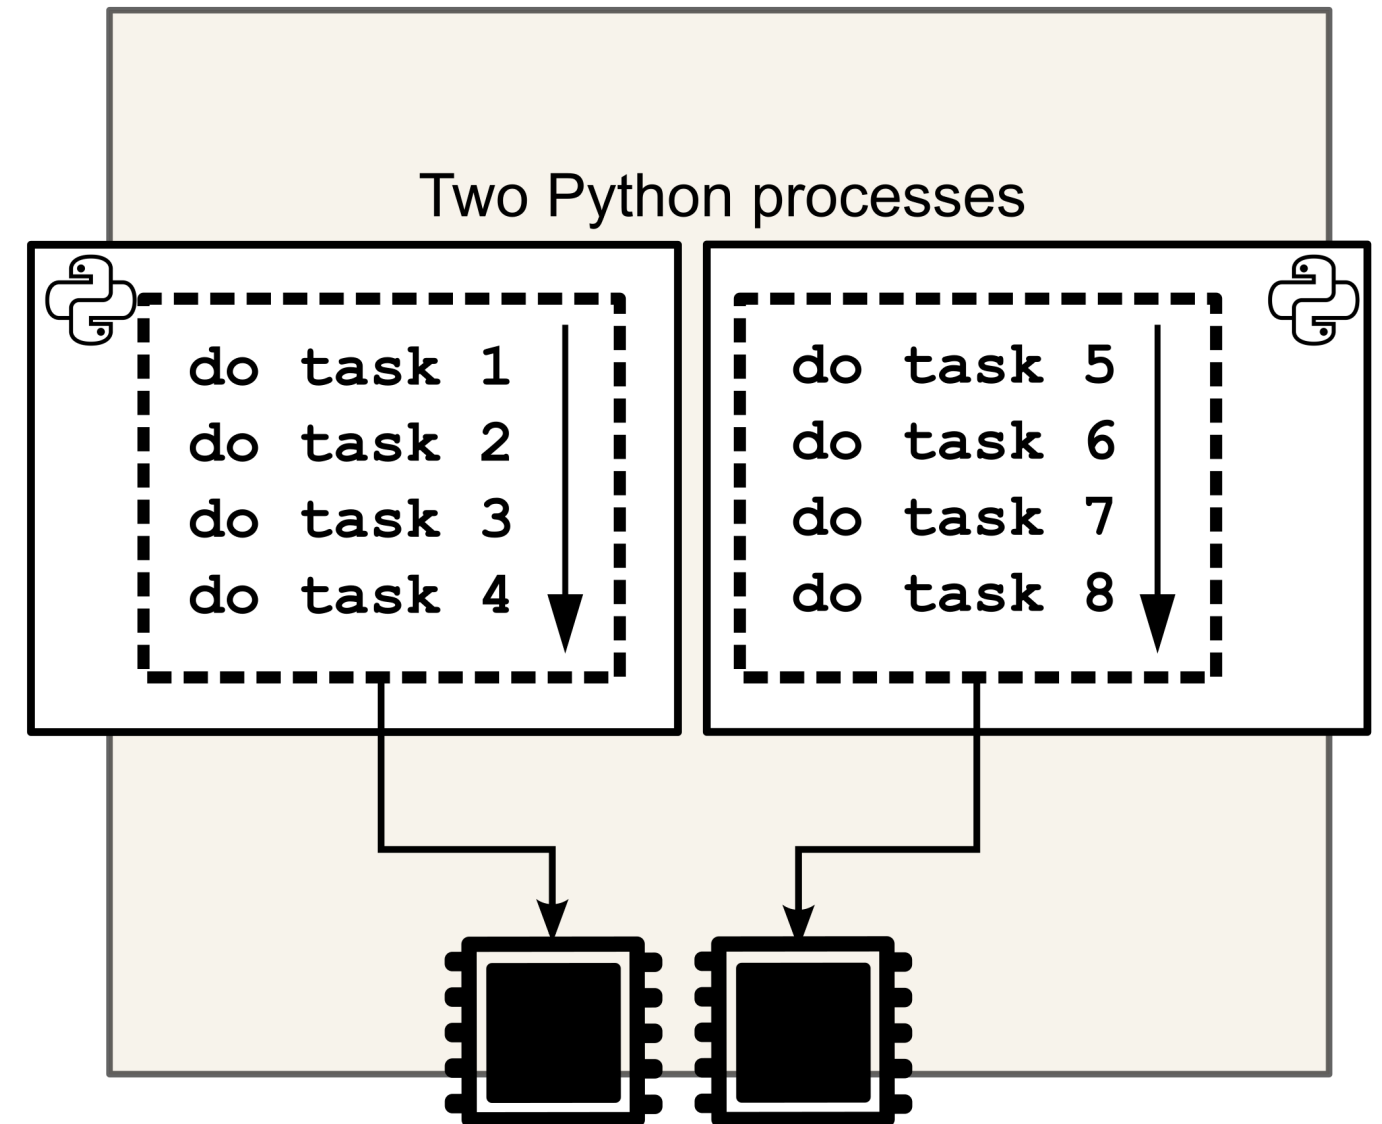 Two Python processes
do task 1
do task 2
do task 3
do task 4
do task 5
do task 6
do task 7
do task 8